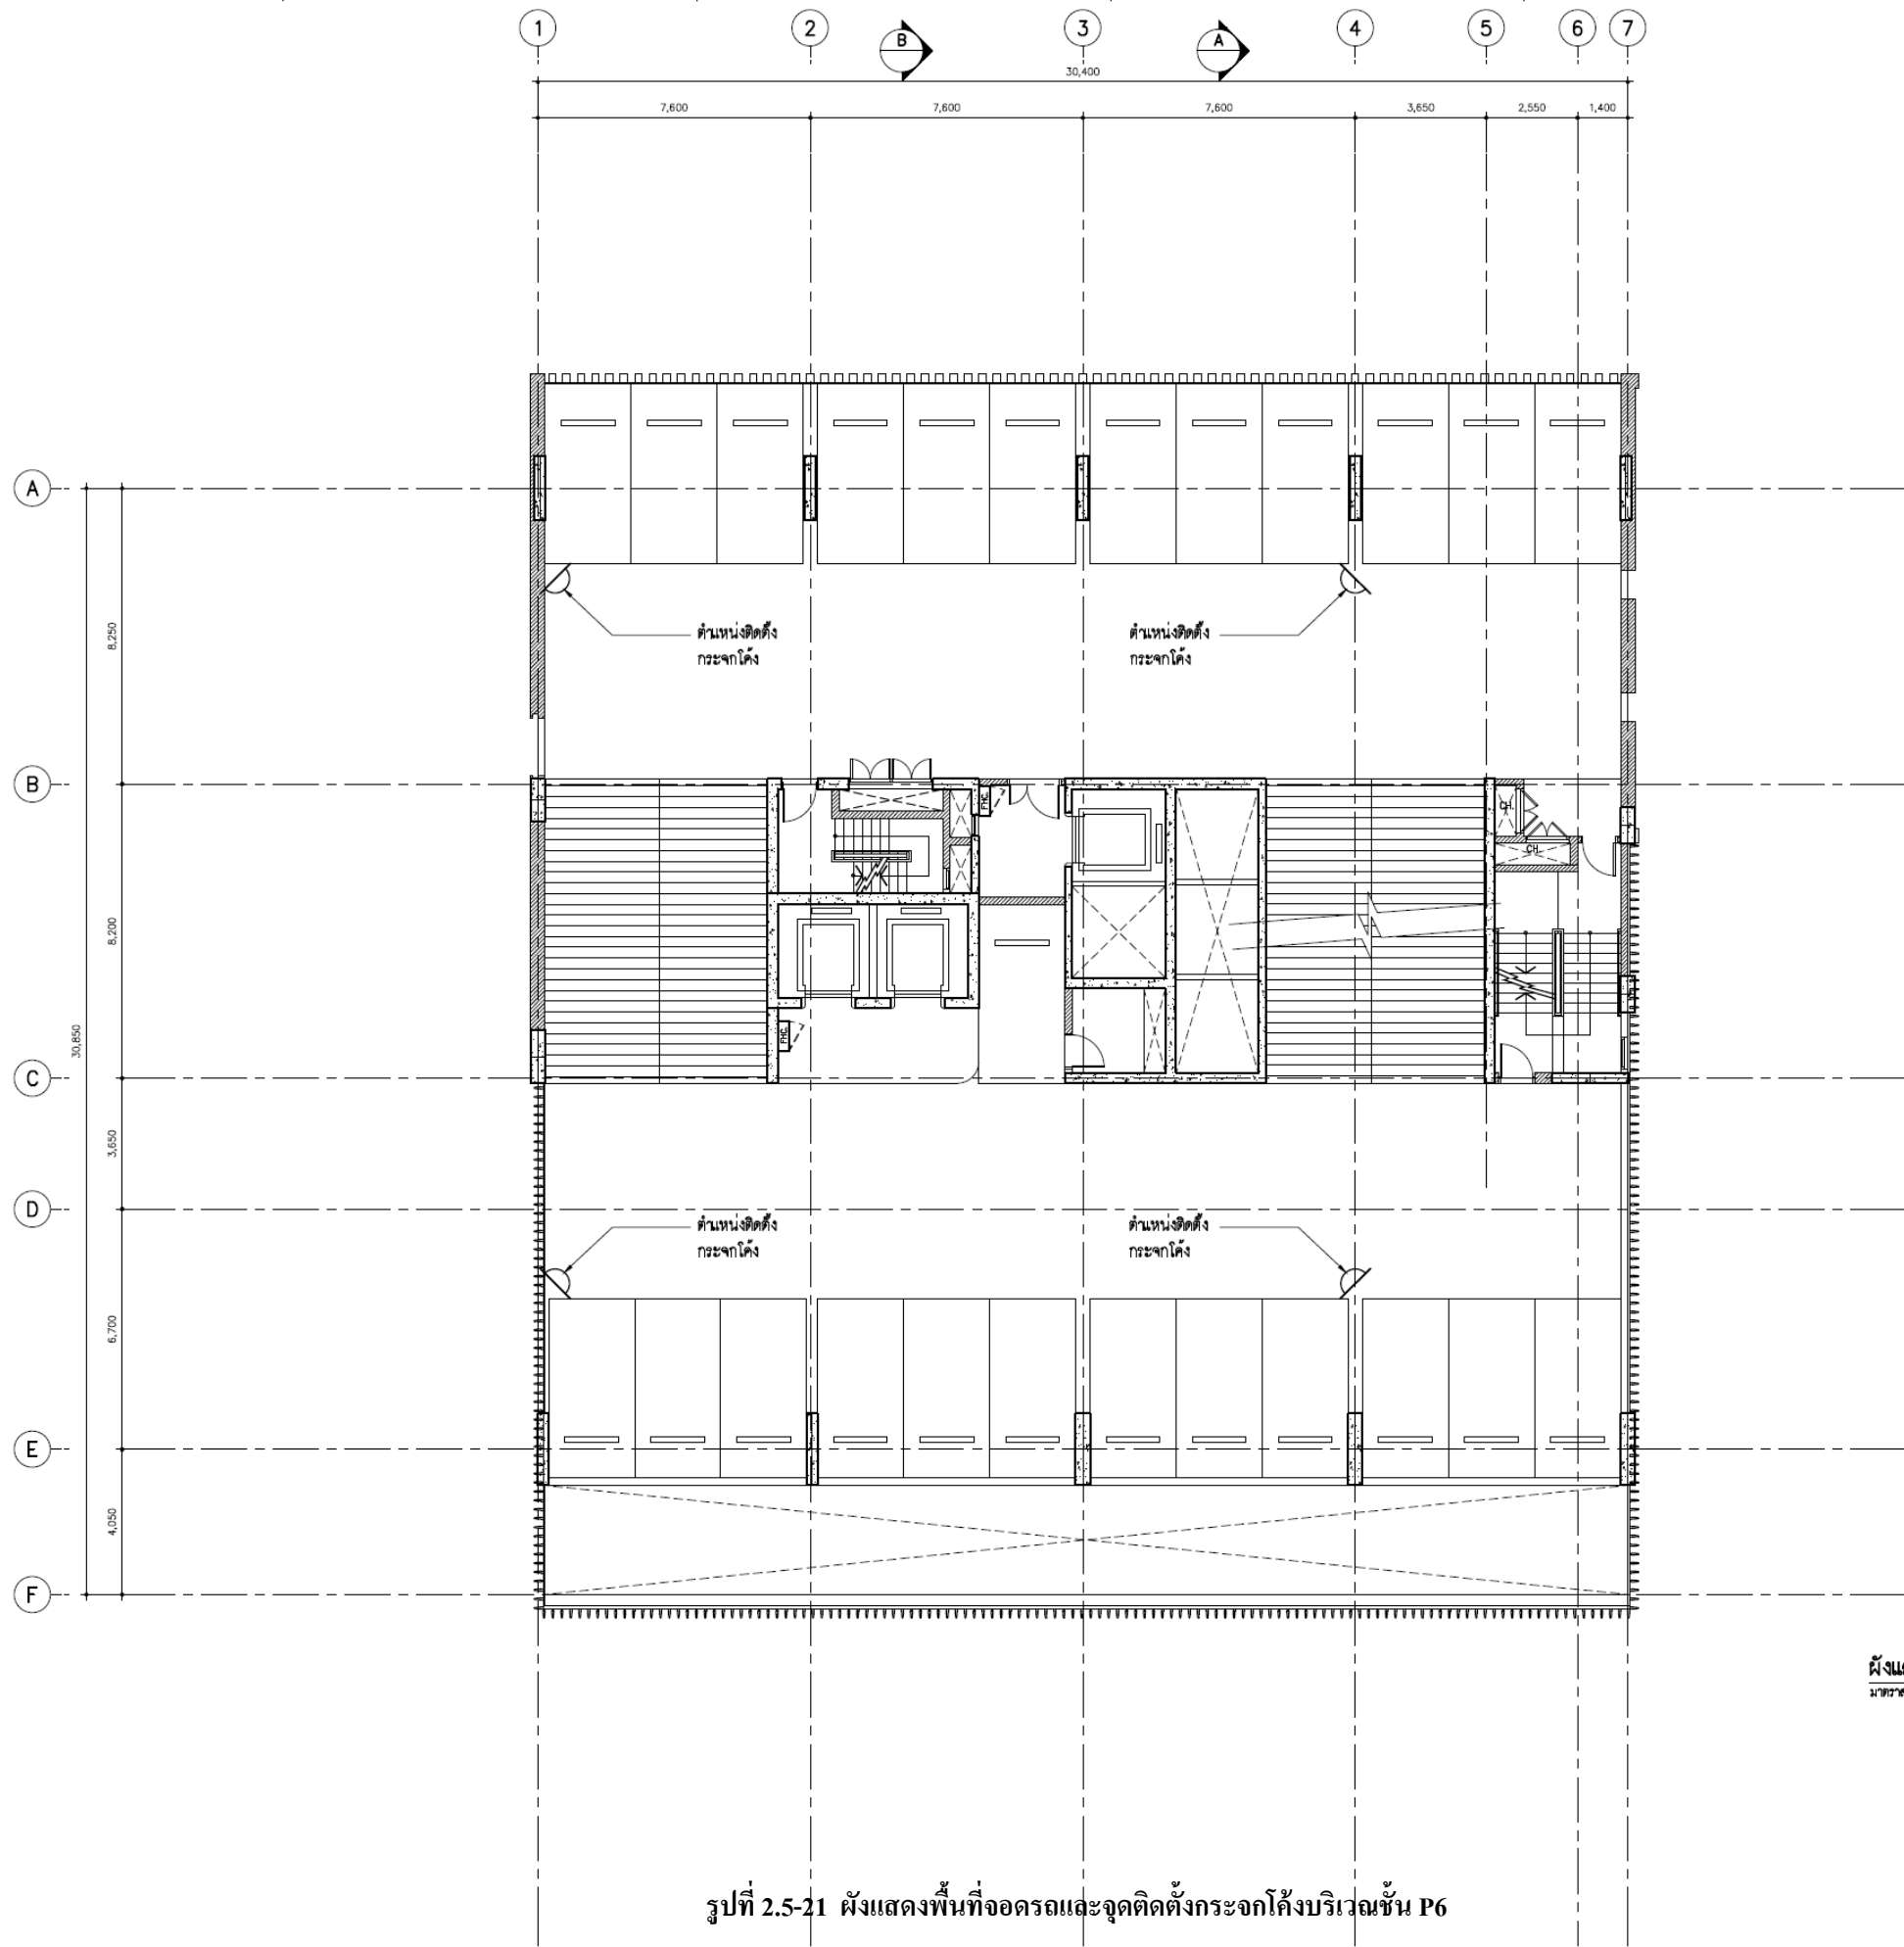 1 2 3 4 5 6 7
B A
30,400
7,600 7,600 7,600 3,650 2,550 1,400
A
ตำแหน่งติดตั้ง ตำแหน่งติดตั้ง
กระจกโค้ง กระจกโค้ง
8,250
B
FHC. CH.
CH.
8,200
30,850
FHC.
C
3,650
D
ตำแหน่งติดตั้ง ตำแหน่งติดตั้ง
กระจกโค้ง กระจกโค้ง
6,700
E
4,050
F
รูปที่ 2.5-21 ผังแสดงพื้นที่จอดรถและจุดติดตั้งกระจกโค้งบริเวณชั้น P6